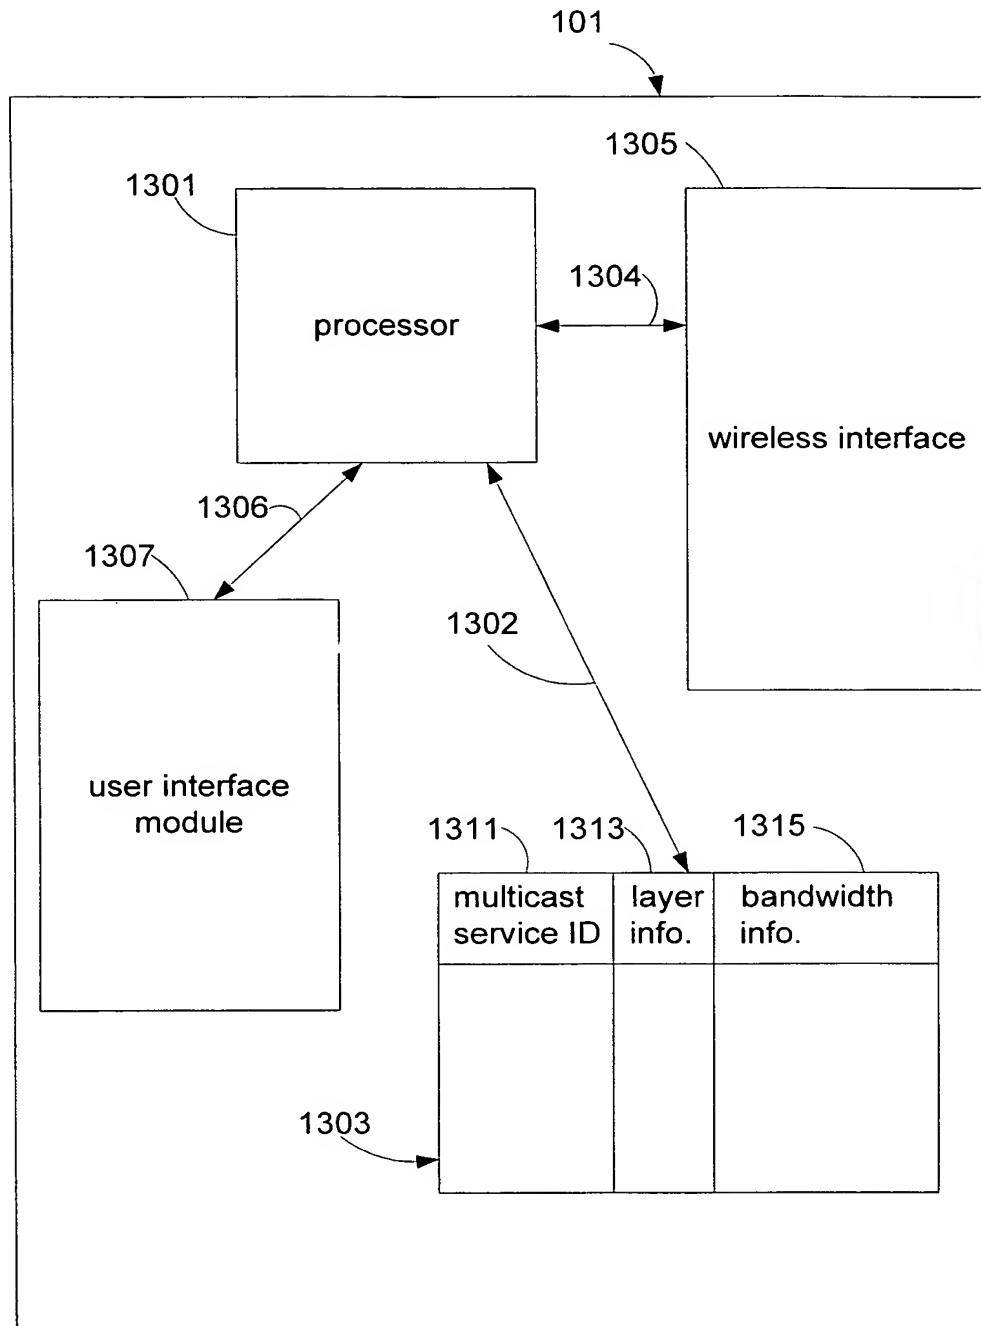 101
1305
1301
1304
processor
wireless interface
1306
1307
1302
user interface
module
1311
1313
1315
multicast
service ID
layer
info.
bandwidth
info.
1303